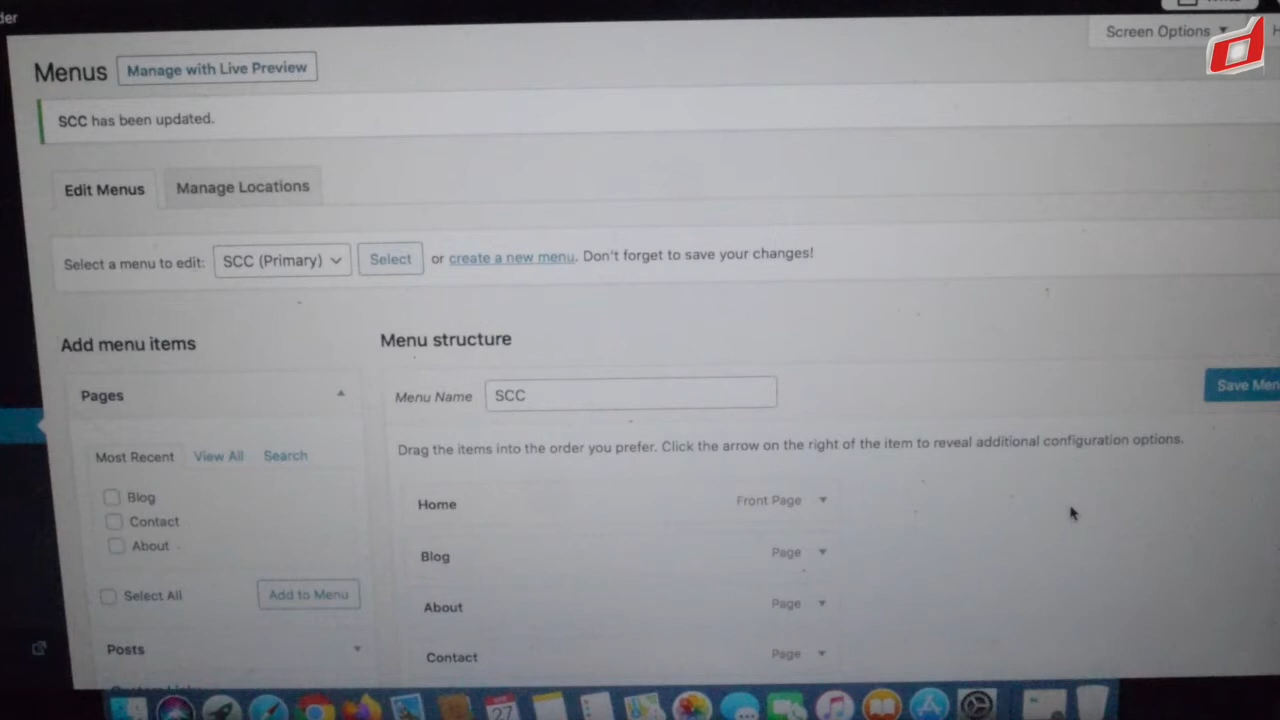 der
Screen Options
Menus
Manage with Live Preview
SCC has been updated.
Edit Menus
Manage Locations
Select a menu to edit: SCC (Primary) Select or create a new menu. Don't forget to save your changes!
Add menu items
Menu structure
Pages
Menu Name SCC
Save Men
Drag the items into the order you prefer. Click the arrow on the right of the item to reveal additional configuration options.
Most Recent View All Search
Blog
Contact
About
Select All
Add to Menu
Posts
Home Front Page
Blog Page
About Page
Contact Page
27